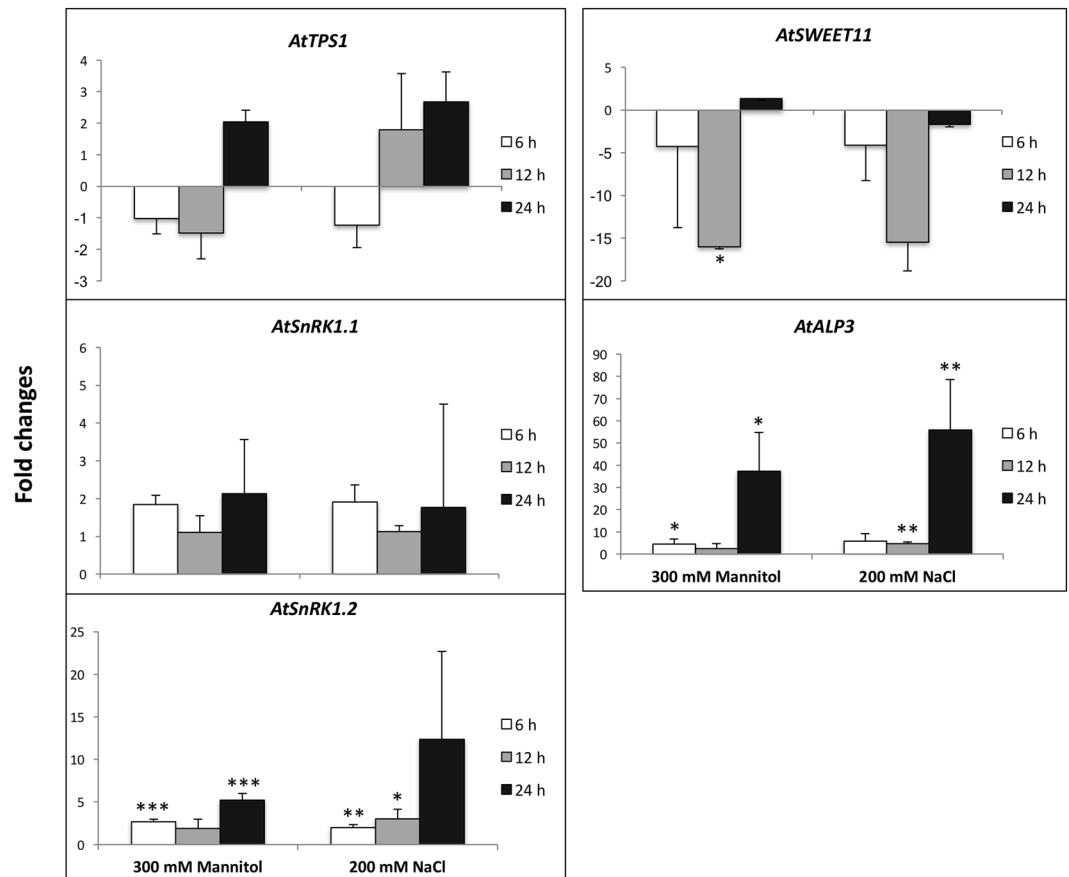 Fold changes
AtTPS1
4
3
2
1
0
-1
-2
-3
6 h
12 h
24 h
AtSWEET11
5
0
-5
-10
-15
-20
*
6 h
12 h
24 h
AtSnRK1.1
6
5
4
3
2
1
0
6 h
12 h
24 h
AtALP3
90
80
70
60
50
40
30
20
10
0
* * ** **
6 h
12 h
24 h
300 mM Mannitol 200 mM NaCl
AtSnRK1.2
25
20
15
10
5
0
*** *** ** *
6 h
12 h
24 h
300 mM Mannitol 200 mM NaCl